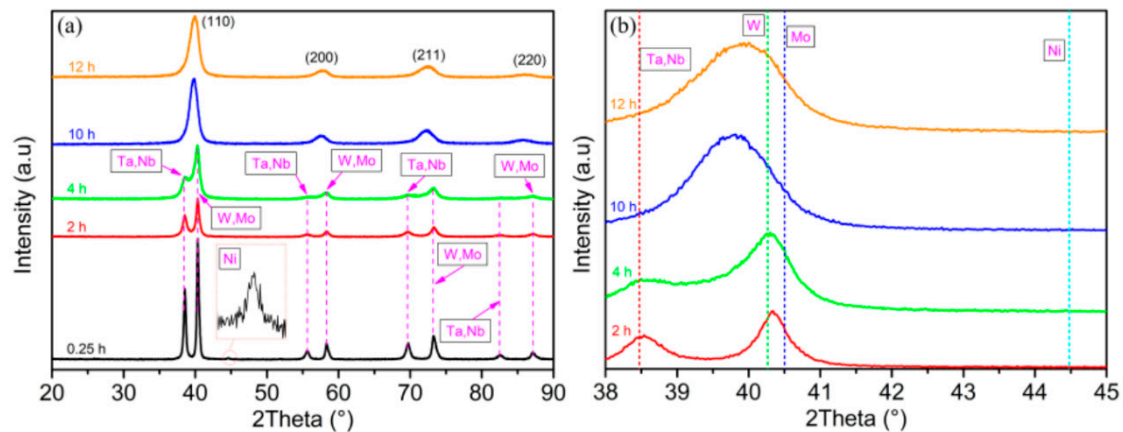 (a)
(110)
12 h
(200)
(211)
(220)
10 h
Ta,Nb
Ta,Nb
W,Mo
Ta,Nb
W,Mo
4 h
W,Mo
2 h
Ni
W,Mo
Ta,Nb
0.25 h
20 30 40 50 60 70 80 90
2Theta (°)
Intensity (a.u)
(b)
W
Mo
Ta,Nb
Ni
12 h
10 h
4 h
2 h
38 39 40 41 42 43 44 45
2Theta (°)
Intensity (a.u)